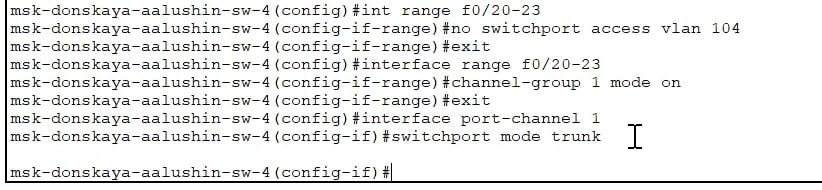 msk-donskaya-aalushin-sw-4(config)#int range f0/20-23
msk-donskaya-aalushin-sw-4(config-if-range)#no switchport access vlan 104
msk-donskaya-aalushin-sw-4(config-if-range)#exit
msk-donskaya-aalushin-sw-4(config)#interface range f0/20-23
msk-donskaya-aalushin-sw-4(config-if-range)#channel-group 1 mode on
msk-donskaya-aalushin-sw-4(config-if-range)#exit
msk-donskaya-aalushin-sw-4(config)#interface port-channel 1
msk-donskaya-aalushin-sw-4(config-if)#switchport mode trunk
msk-donskaya-aalushin-sw-4(config-if)#